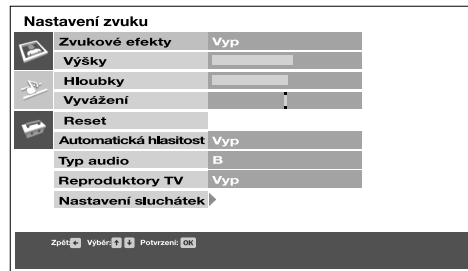 Nastavení zvuku
Zvukové efekty Vyp
Výšky
Hloubky
Vyvážení
Reset
Automatická hlasitost Vyp
Typ audio B
Reproduktory TV Vyp
Nastavení sluchátek
Zpět: Výběr: Potvrzení: OK